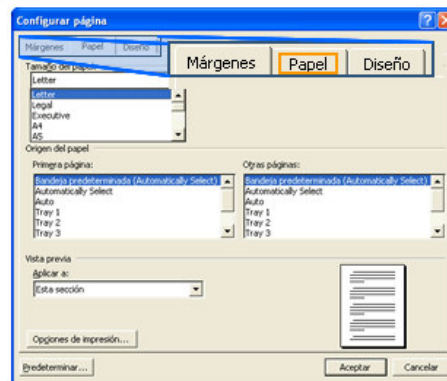 Configurar página
Márgenes Papel Diseño
Márgenes Papel Diseño
Tamaño del papel:
Letter
Letter
Legal
Executive
A4
A5
Origen del papel
Primera página: Otras páginas:
Bandeja predeterminada (Automatically Select) Bandeja predeterminada (Automatically Select)
Automatically Select Automatically Select
Auto Auto
Tray 1 Tray 1
Tray 2 Tray 2
Tray 3 Tray 3
Vista previa
Aplicar a:
Esta sección
Opciones de impresión...
Predeterminar... Aceptar Cancelar